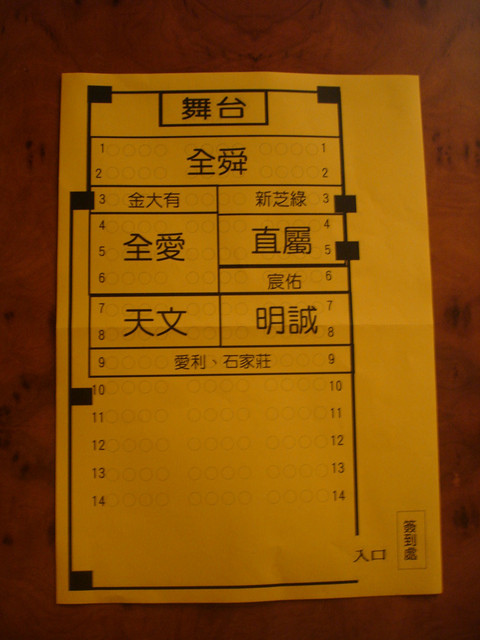 舞台
1 全舜 1
2 2
3 金大有 新芝綠 3
4 4
5 全愛 直屬 5
6 宸佑 6
7 天文 明誠 7
8 8
9 愛利、石家莊 9
10 10
11 11
12 12
13 13
14 14
入口
簽到處